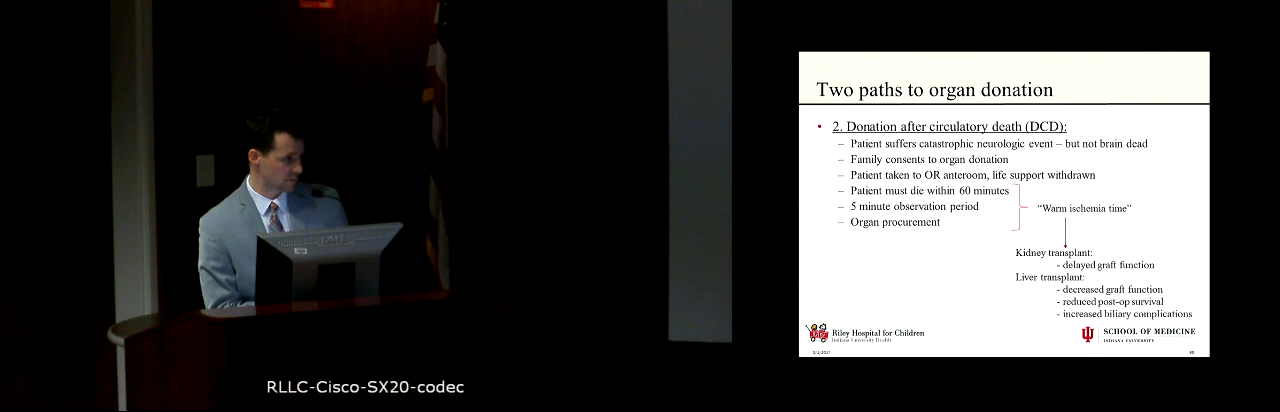 Two paths to organ donation
• 2. Donation after circulatory death (DCD):
– Patient suffers catastrophic neurologic event – but not brain dead
– Family consents to organ donation
– Patient taken to OR anteroom, life support withdrawn
– Patient must die within 60 minutes
– 5 minute observation period
– Organ procurement
“Warm ischemia time”
Kidney transplant:
- delayed graft function
Liver transplant:
- decreased graft function
- reduced post-op survival
- increased biliary complications
Riley Hospital for Children
Indiana University Health
SCHOOL OF MEDICINE
INDIANA UNIVERSITY
RLLC-Cisco-SX20-codec